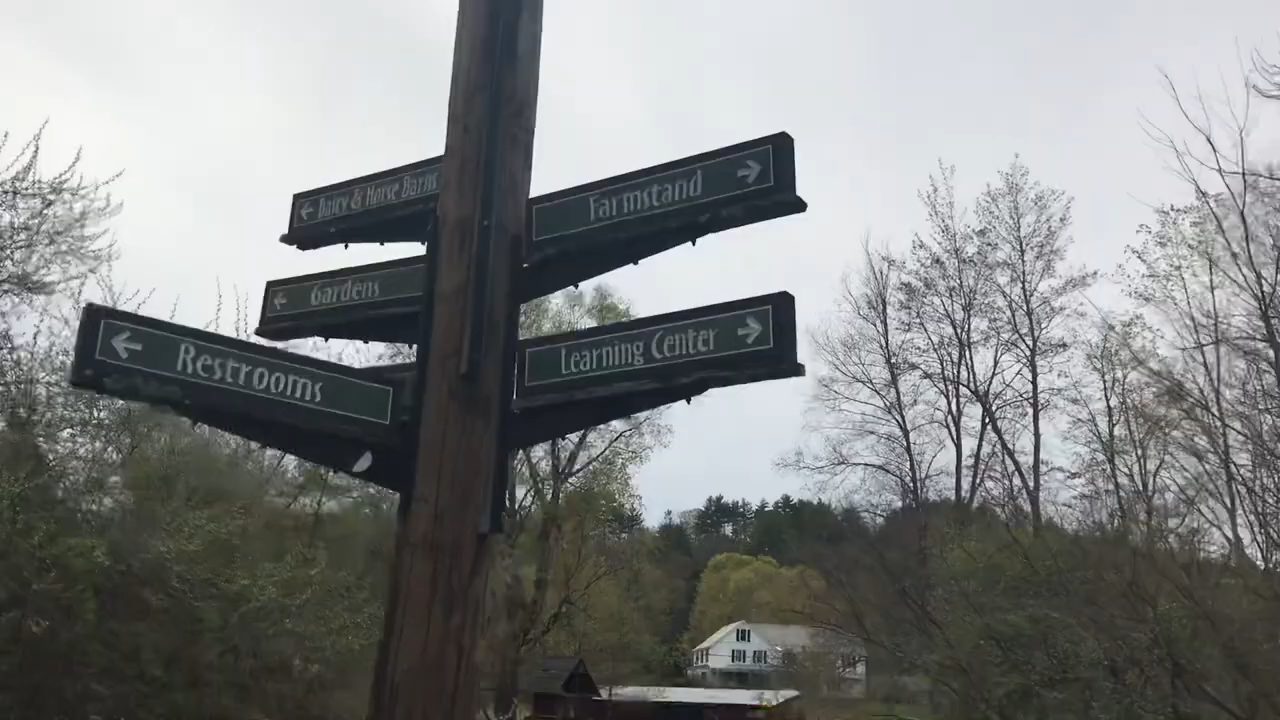 Dairy & Horse Barns
Farmstand
Gardens
Learning Center
Restrooms